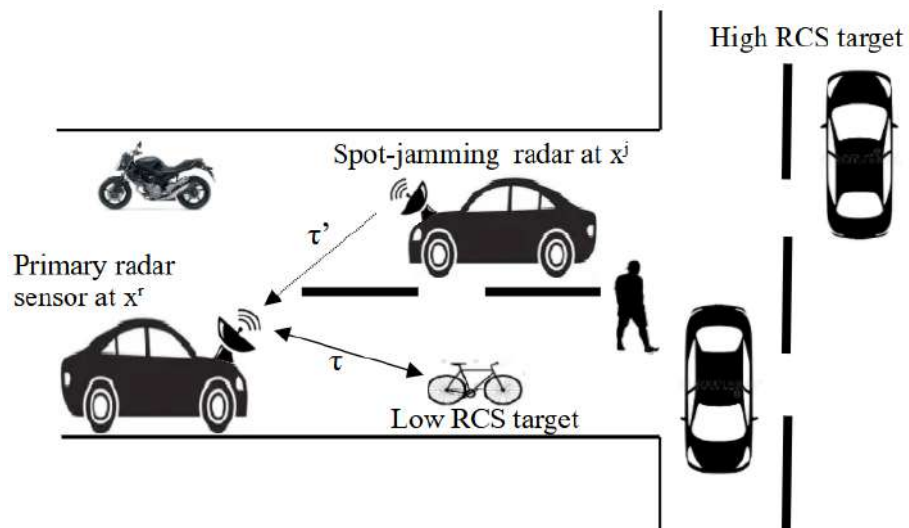 High RCS target
Spot-jamming radar at xʲ
τ’
Primary radar
sensor at xʳ
τ
Low RCS target